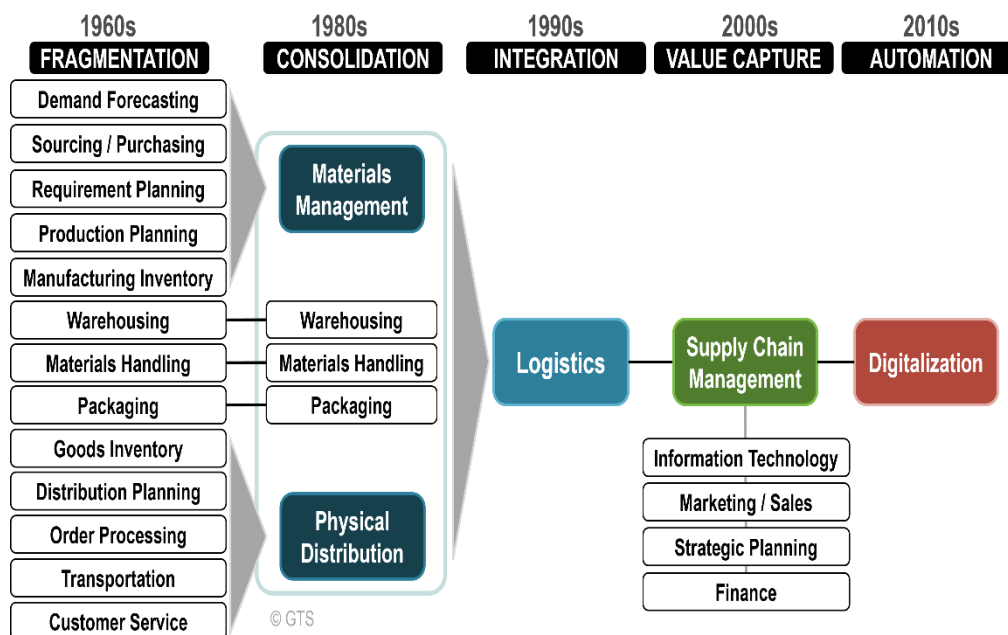 1960s
FRAGMENTATION
Demand Forecasting
Sourcing / Purchasing
Requirement Planning
Production Planning
Manufacturing Inventory
Warehousing
Materials Handling
Packaging
Goods Inventory
Distribution Planning
Order Processing
Transportation
Customer Service
1980s
CONSOLIDATION
Materials
Management
Warehousing
Materials Handling
Packaging
Physical
Distribution
© GTS
1990s
INTEGRATION
Logistics
2000s
VALUE CAPTURE
Supply Chain
Management
Information Technology
Marketing / Sales
Strategic Planning
Finance
2010s
AUTOMATION
Digitalization